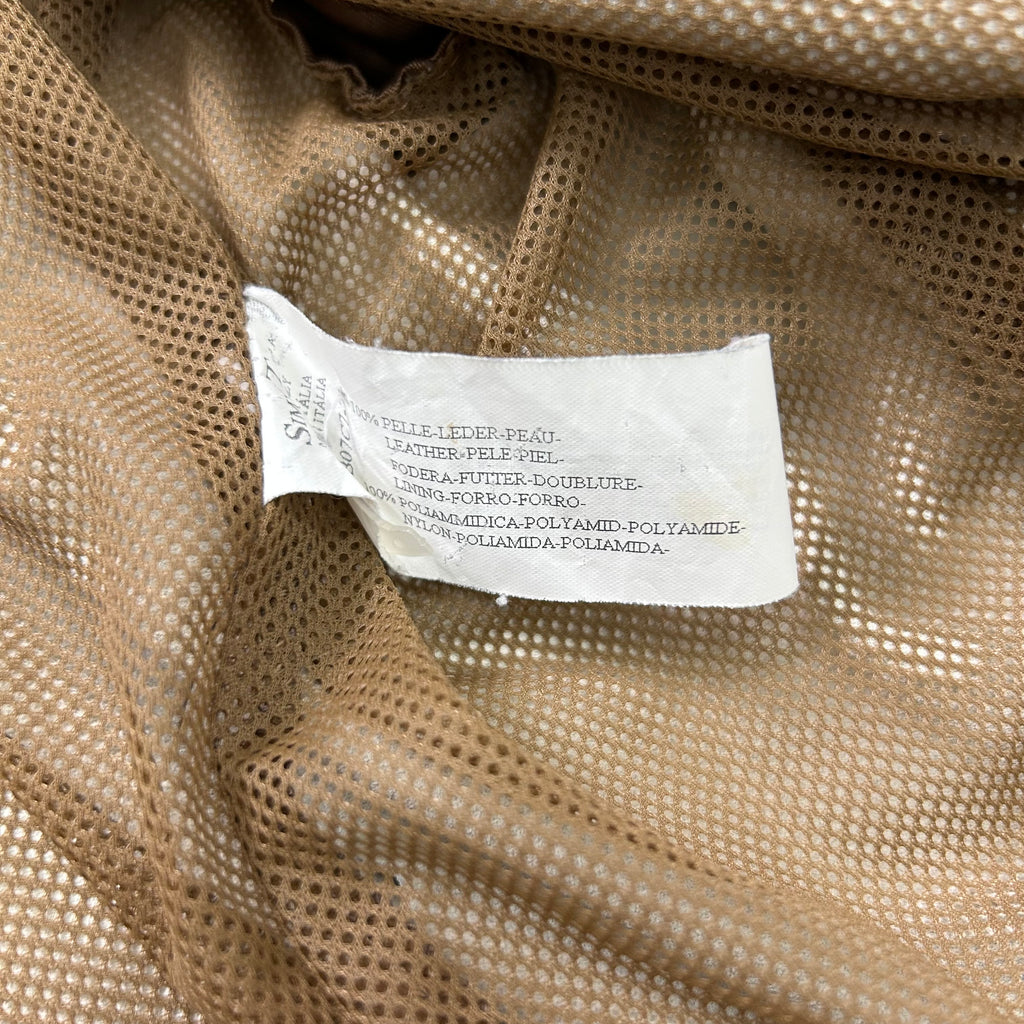 100% PELLE-LEDER-PEAU-
LEATHER-PELE-PIEL-
FODERA-FUTTER-DOUBLURE-
LINING-FORRO-FORRO-
100% POLIAMMIDICA-POLYAMID-POLYAMIDE-
NYLON-POLIAMIDA-POLIAMIDA-